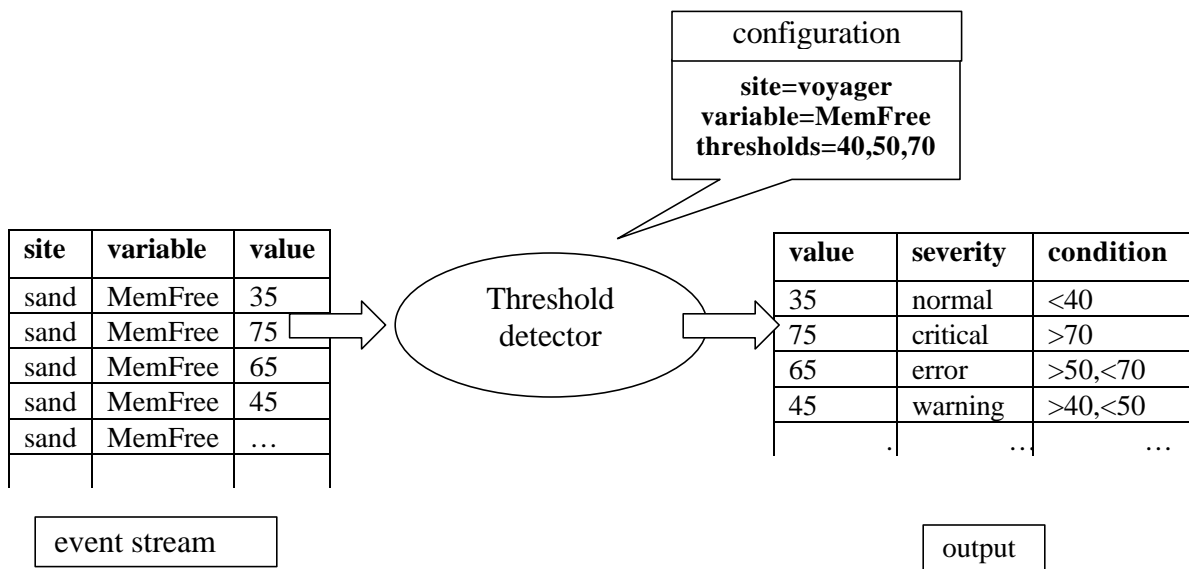 configuration
site=voyager
variable=MemFree
thresholds=40,50,70
site variable value
sand MemFree 35
sand MemFree 75
sand MemFree 65
sand MemFree 45
sand MemFree …
Threshold
detector
value severity condition
35 normal <40
75 critical >70
65 error >50,<70
45 warning >40,<50
. … …
event stream
output